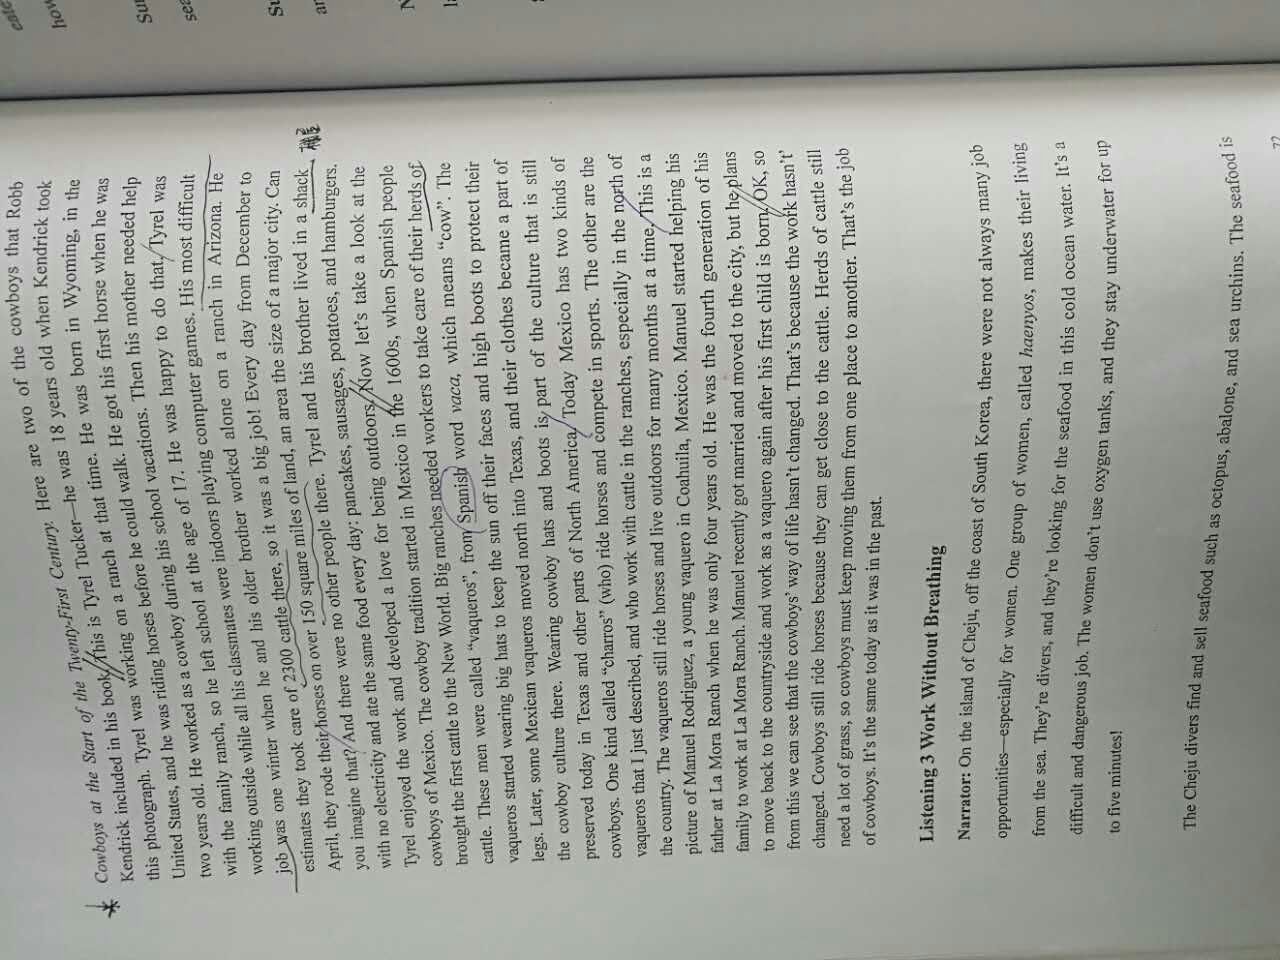 Cowboys at the Start of the Twenty-First Century. Here are two of the cowboys that Robb
Kendrick included in his book. This is Tyrel Tucker—he was 18 years old when Kendrick took
this photograph. Tyrel was working on a ranch at that time. He was born in Wyoming, in the
United States, and he was riding horses before he could walk. He got his first horse when he was
two years old. He worked as a cowboy during his school vacations. Then his mother needed help
with the family ranch, so he left school at the age of 17. He was happy to do that. Tyrel was
working outside while all his classmates were indoors playing computer games. His most difficult
job was one winter when he and his older brother worked alone on a ranch in Arizona. He
estimates they took care of 2300 cattle there, so it was a big job! Every day from December to
April, they rode their horses on over 150 square miles of land, an area the size of a major city. Can
you imagine that? And there were no other people there. Tyrel and his brother lived in a shack
with no electricity and ate the same food every day: pancakes, sausages, potatoes, and hamburgers.
Tyrel enjoyed the work and developed a love for being outdoors. Now let's take a look at the
cowboys of Mexico. The cowboy tradition started in Mexico in the 1600s, when Spanish people
brought the first cattle to the New World. Big ranches needed workers to take care of their herds of
cattle. These men were called "vaqueros", from Spanish word vaca, which means "cow". The
vaqueros started wearing big hats to keep the sun off their faces and high boots to protect their
legs. Later, some Mexican vaqueros moved north into Texas, and their clothes became a part of
the cowboy culture there. Wearing cowboy hats and boots is part of the culture that is still
preserved today in Texas and other parts of North America. Today Mexico has two kinds of
cowboys. One kind called "charros" (who) ride horses and compete in sports. The other are the
vaqueros that I just described, and who work with cattle in the ranches, especially in the north of
the country. The vaqueros still ride horses and live outdoors for many months at a time. This is a
picture of Manuel Rodriguez, a young vaquero in Coahuila, Mexico. Manuel started helping his
father at La Mora Ranch when he was only four years old. He was the fourth generation of his
family to work at La Mora Ranch. Manuel recently got married and moved to the city, but he plans
to move back to the countryside and work as a vaquero again after his first child is born. OK, so
from this we can see that the cowboys' way of life hasn't changed. That's because the work hasn't'
changed. Cowboys still ride horses because they can get close to the cattle. Herds of cattle still
need a lot of grass, so cowboys must keep moving them from one place to another. That's the job
of cowboys. It's the same today as it was in the past.
Listening 3 Work Without Breathing
Narrator: On the island of Cheju, off the coast of South Korea, there were not always many job
opportunities—especially for women. One group of women, called haenyos, makes their living
from the sea. They're divers, and they're looking for the seafood in this cold ocean water. It's a
difficult and dangerous job. The women don't use oxygen tanks, and they stay underwater for up
to five minutes!
The Cheju divers find and sell seafood such as octopus, abalone, and sea urchins. The seafood is